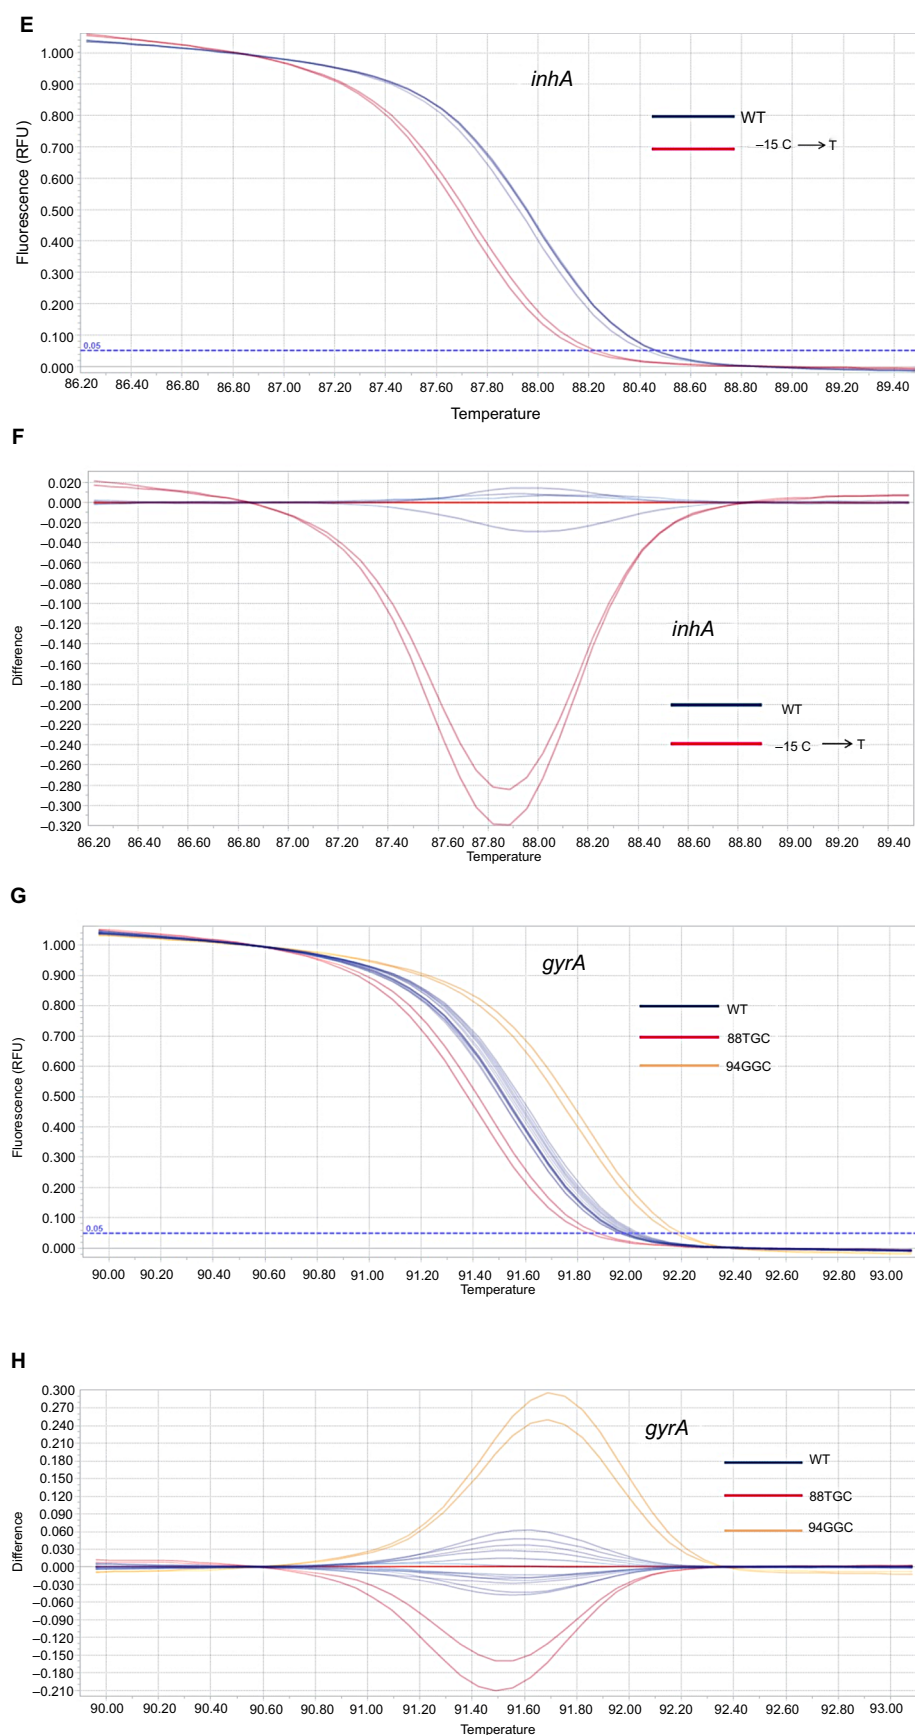 E
inhA
WT
–15 C ⟶ T
Fluorescence (RFU)
1.000
0.900
0.800
0.700
0.600
0.500
0.400
0.300
0.200
0.100
0.000
0.05
86.20 86.40 86.80 87.00 87.20 87.40 87.60 87.80 88.00 88.20 88.40 88.60 88.80 89.00 89.20 89.40
Temperature
F
0.020
0.000
–0.020
–0.040
–0.060
–0.080
–0.100
–0.120
–0.140
–0.160
–0.180
–0.200
–0.220
–0.240
–0.260
–0.280
–0.300
–0.320
Difference
inhA
WT
–15 C ⟶ T
86.20 86.40 86.60 86.80 87.00 87.20 87.40 87.60 87.80 88.00 88.20 88.40 88.60 88.80 89.00 89.20 89.40
Temperature
G
gyrA
WT
88TGC
94GGC
Fluorescence (RFU)
1.000
0.900
0.800
0.700
0.600
0.500
0.400
0.300
0.200
0.100
0.000
0.05
90.00 90.20 90.40 90.60 90.80 91.00 91.20 91.40 91.60 91.80 92.00 92.20 92.40 92.60 92.80 93.00
Temperature
H
0.300
0.270
0.240
0.210
0.180
0.150
0.120
0.090
0.060
0.030
0.000
–0.030
–0.060
–0.090
–0.120
–0.150
–0.180
–0.210
Difference
gyrA
WT
88TGC
94GGC
90.00 90.20 90.40 90.60 90.80 91.00 91.20 91.40 91.60 91.80 92.00 92.20 92.40 92.60 92.80 93.00
Temperature